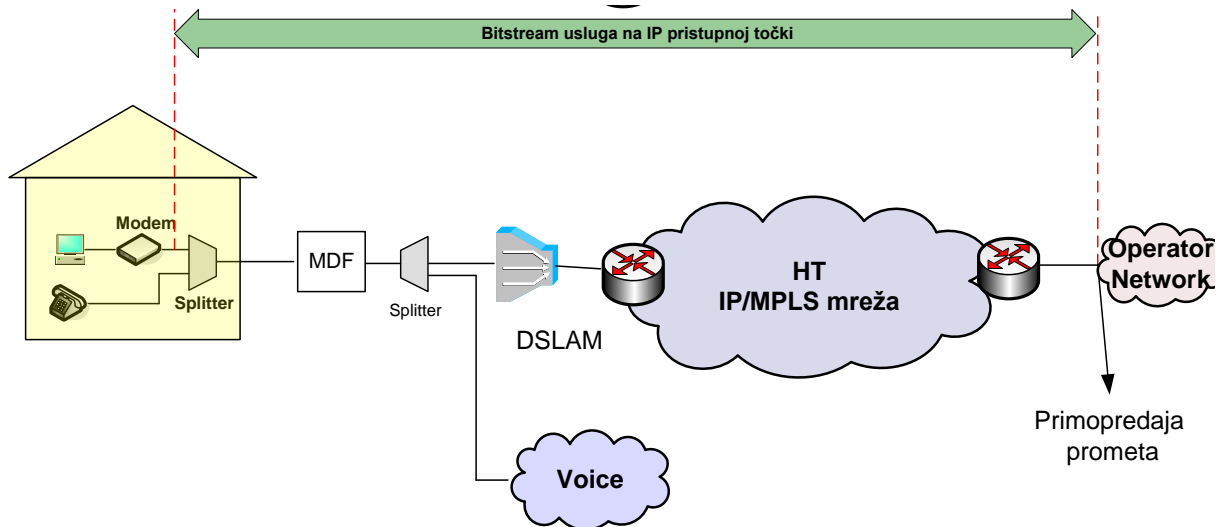 Bitstream usluga na IP pristupnoj točki
Modem
Splitter
MDF
Splitter
DSLAM
HT
IP/MPLS mreža
Operator
Network
Primopredaja
prometa
Voice